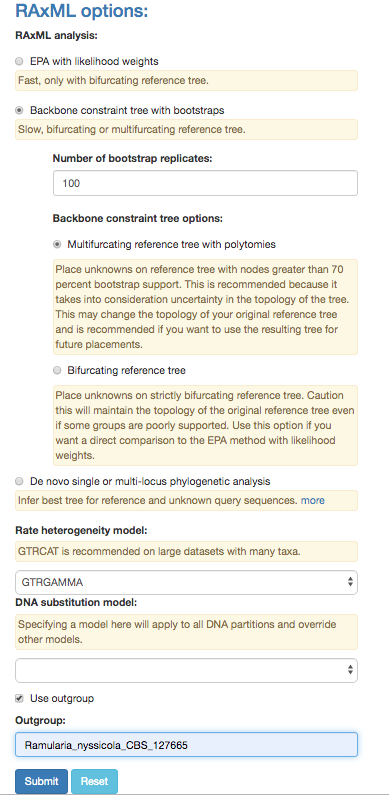 RAxML options:
RAxML analysis:
EPA with likelihood weights
Fast, only with bifurcating reference tree.
Backbone constraint tree with bootstraps
Slow, bifurcating or multifurcating reference tree.
Number of bootstrap replicates:
100
Backbone constraint tree options:
Multifurcating reference tree with polytomies
Place unknowns on reference tree with nodes greater than 70
percent bootstrap support. This is recommended because it
takes into consideration uncertainty in the topology of the tree.
This may change the topology of your original reference tree
and is recommended if you want to use the resulting tree for
future placements.
Bifurcating reference tree
Place unknowns on strictly bifurcating reference tree. Caution
this will maintain the topology of the original reference tree even
if some groups are poorly supported. Use this option if you
want a direct comparison to the EPA method with likelihood
weights.
De novo single or multi-locus phylogenetic analysis
Infer best tree for reference and unknown query sequences. more
Rate heterogeneity model:
GTRCAT is recommended on large datasets with many taxa.
GTRGAMMA
DNA substitution model:
Specifying a model here will apply to all DNA partitions and override
other models.
Use outgroup
Outgroup:
Ramularia_nyssicola_CBS_127665
Submit Reset